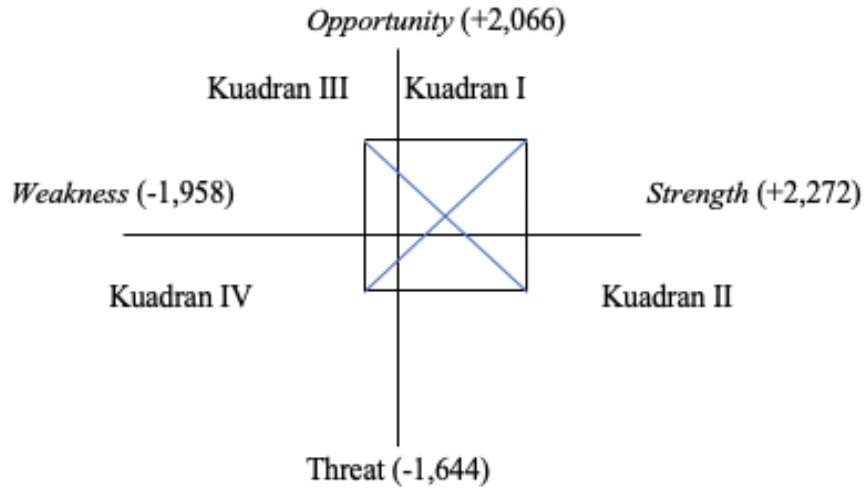 Opportunity (+2,066)
Kuadran III
Kuadran I
Weakness (-1,958)
Strength (+2,272)
Kuadran IV
Kuadran II
Threat (-1,644)